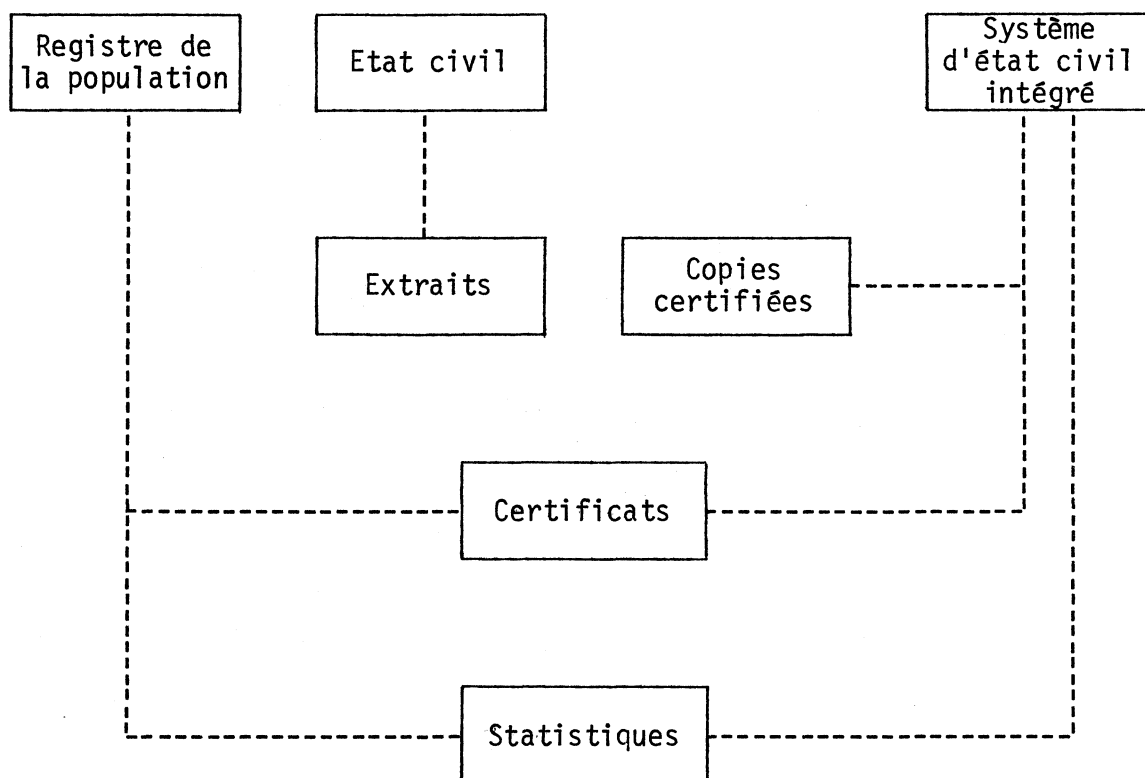 Registre de
la population
Etat civil
Système
d'état civil
intégré
Extraits
Copies
certifiées
Certificats
Statistiques